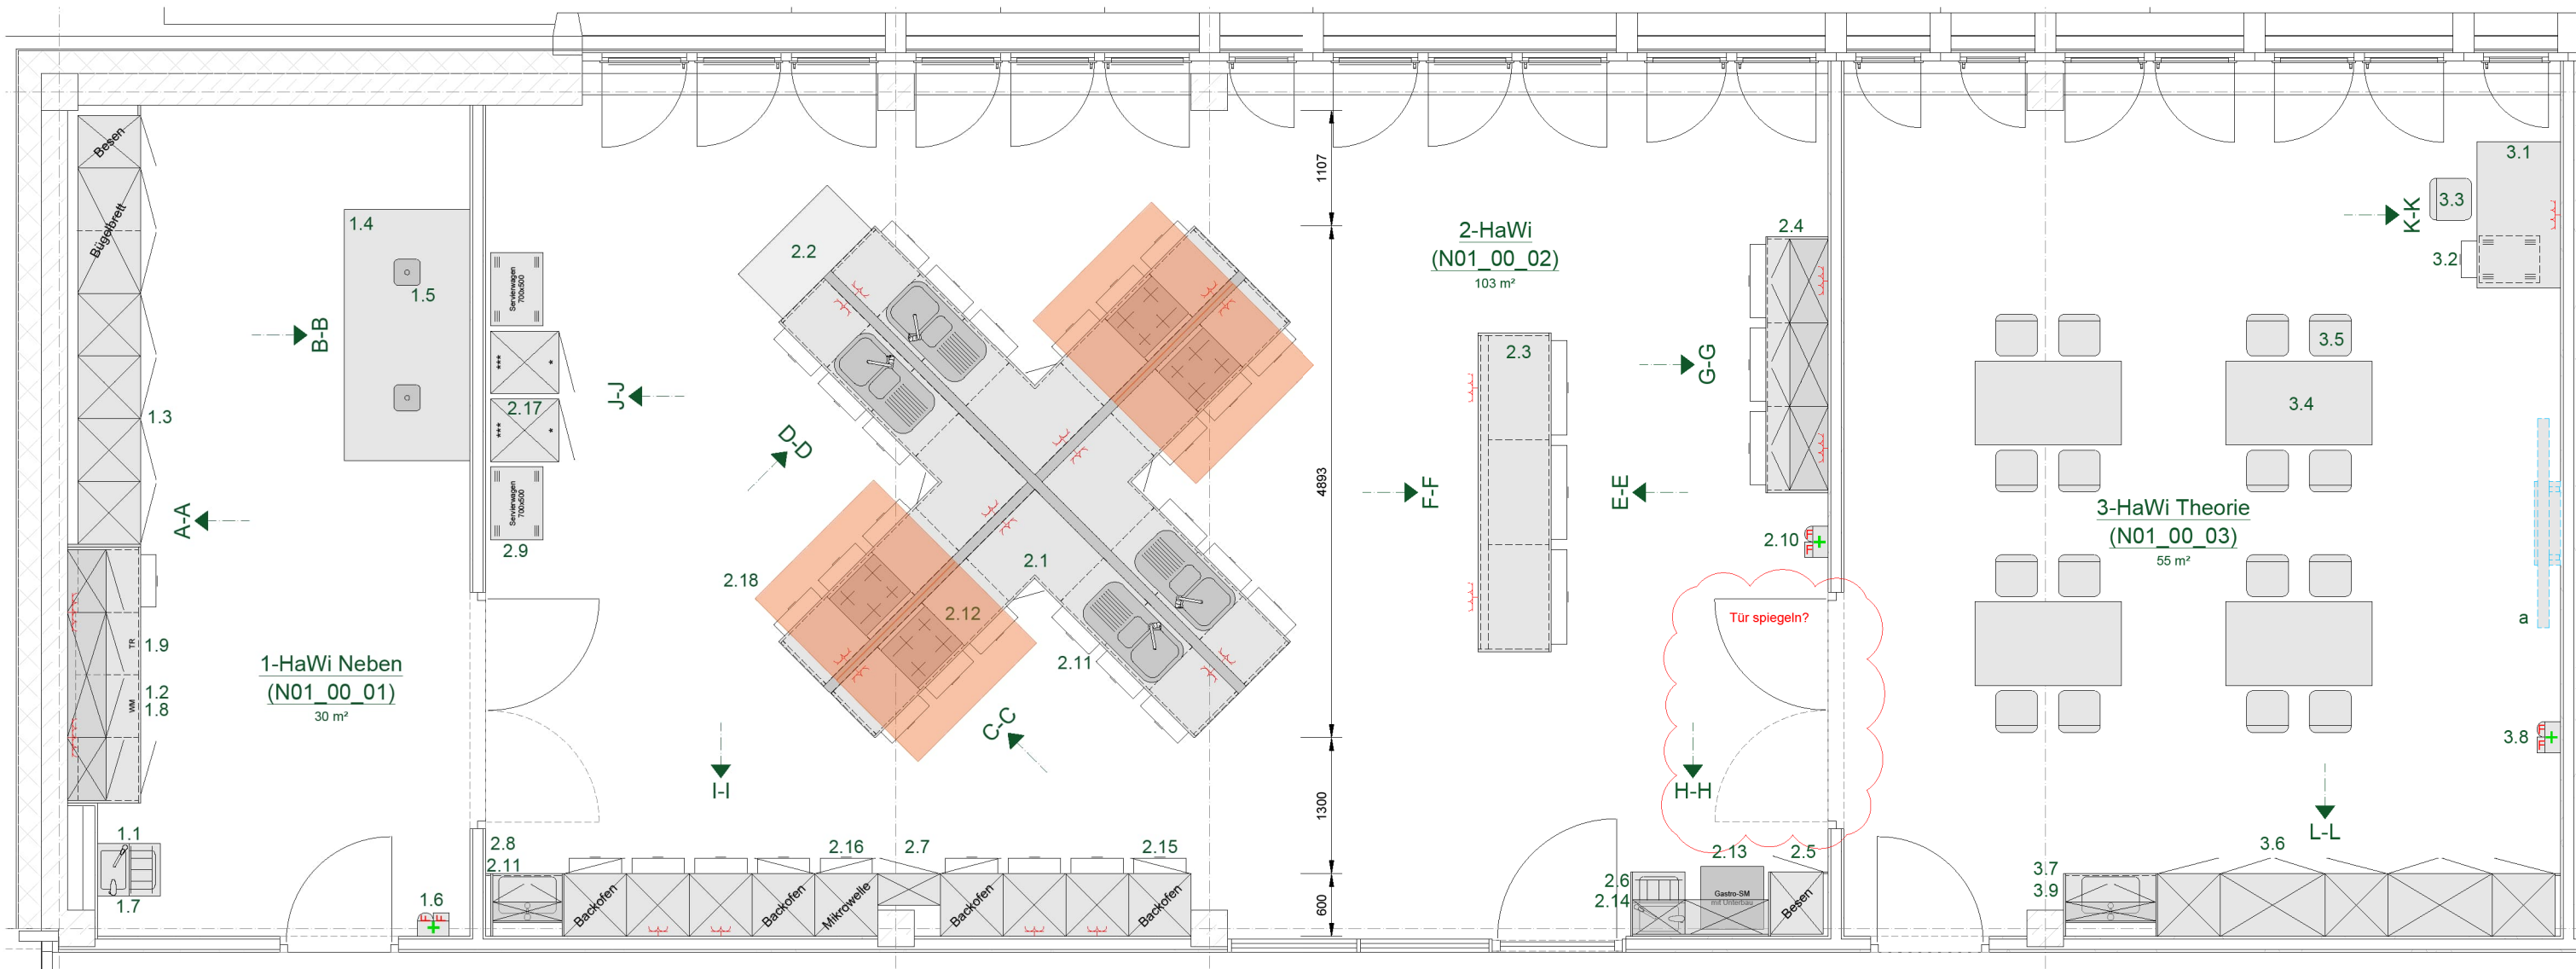 Besen
Bügelbrett
1.3
1.4
1.5
B-B
A-A
TR
1.9
1.2
WM
1.8
1-HaWi Neben
(N01_00_01)
30 m²
1.1
1.7
1.6
Servierwagen
700x500
***
*
2.17
***
*
Servierwagen
700x500
2.9
J-J
D-D
2.2
2.18
2.12
2.1
2.11
C-C
I-I
2.8
2.11
2.16
2.7
2.15
Backofen
Backofen
Mikrowelle
Backofen
Backofen
1107
4893
1300
600
2-HaWi
(N01_00_02)
103 m²
2.3
2.4
G-G
F-F
E-E
2.10
Tür spiegeln?
H-H
2.13
2.5
2.6
2.14
Gastro-SM
mit Unterbau
Besen
3.1
3.3
K-K
3.2
3.5
3.4
3-HaWi Theorie
(N01_00_03)
55 m²
a
3.8
L-L
3.6
3.7
3.9